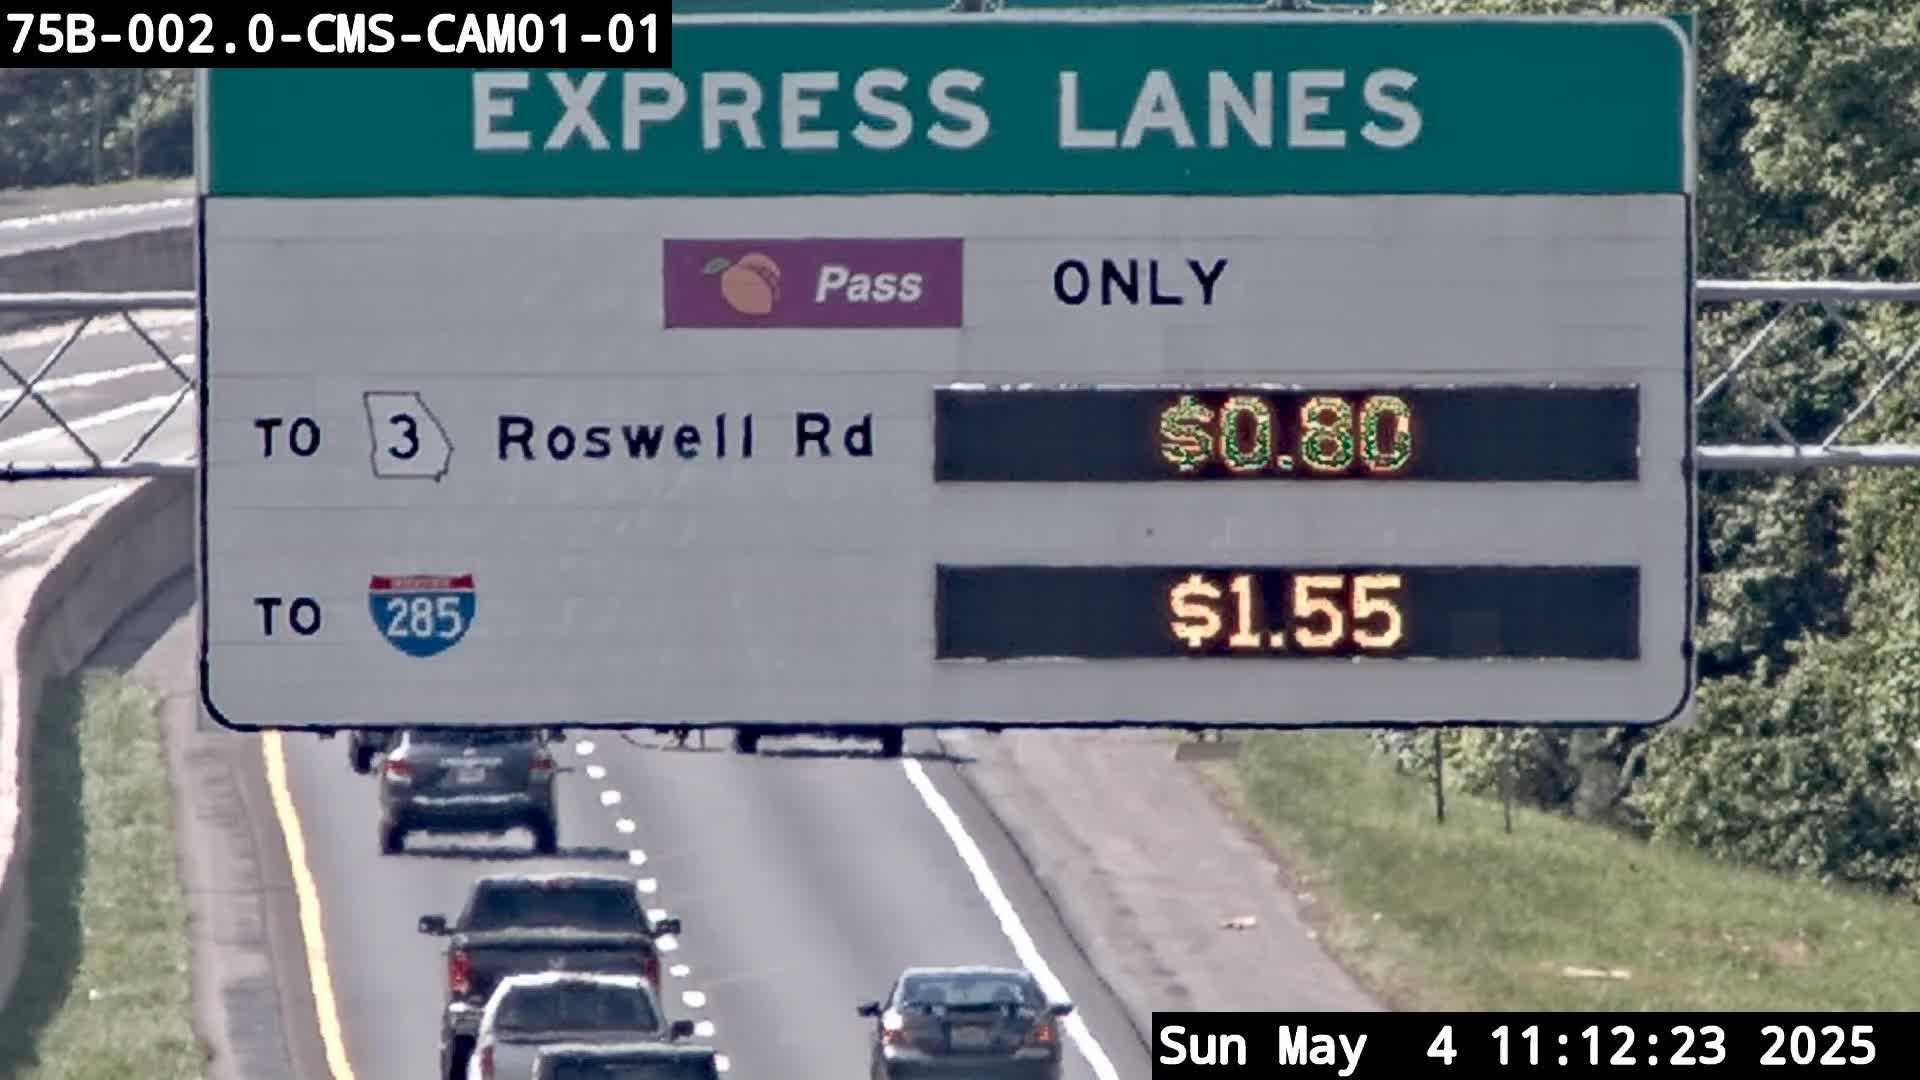 75B-002.0-CMS-CAM01-01
EXPRESS LANES
Pass ONLY
TO 3 Roswell Rd $0.80
TO 285 $1.55
Sun May 4 11:12:23 2025